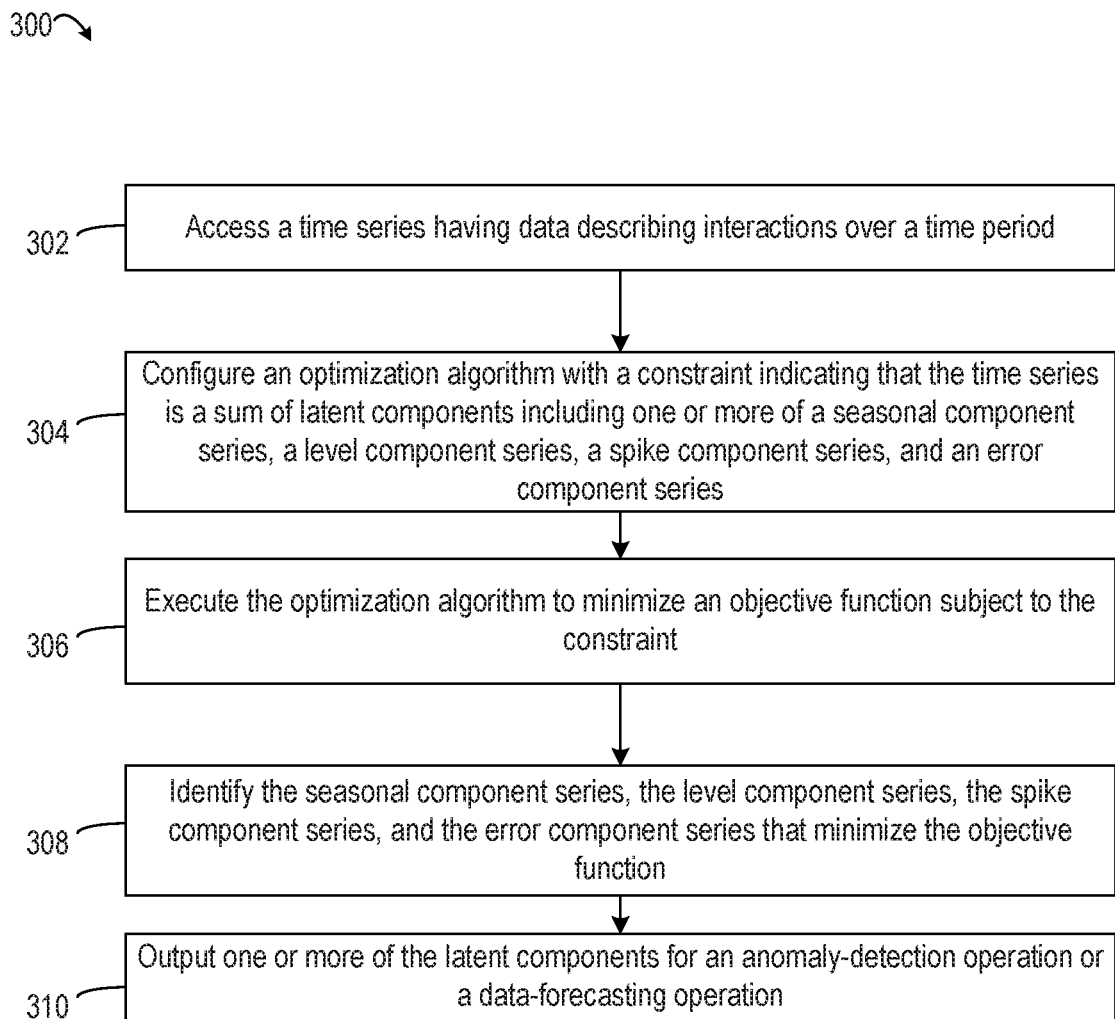 300
302
Access a time series having data describing interactions over a time period
304
Configure an optimization algorithm with a constraint indicating that the time series
is a sum of latent components including one or more of a seasonal component
series, a level component series, a spike component series, and an error
component series
306
Execute the optimization algorithm to minimize an objective function subject to the
constraint
308
Identify the seasonal component series, the level component series, the spike
component series, and the error component series that minimize the objective
function
310
Output one or more of the latent components for an anomaly-detection operation or
a data-forecasting operation